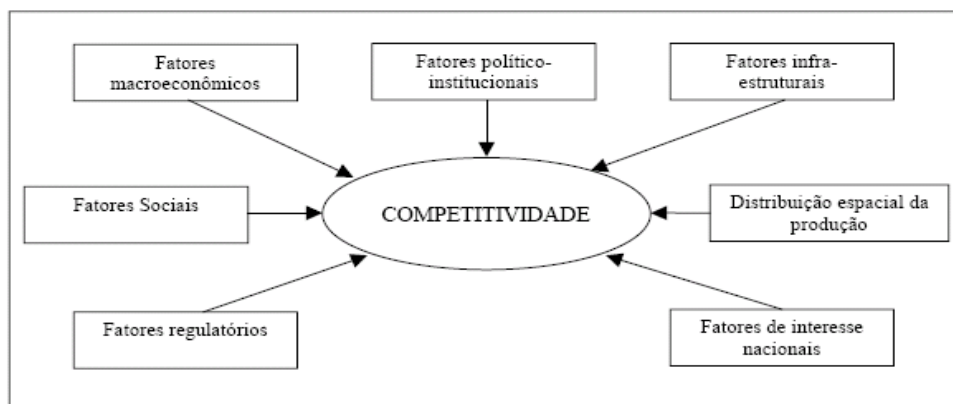 Fatores
macroeconômicos
Fatores político-
institucionais
Fatores infra-
estruturais
Fatores Sociais
COMPETITIVIDADE
Distribuição espacial da
produção
Fatores regulatórios
Fatores de interesse
nacionais